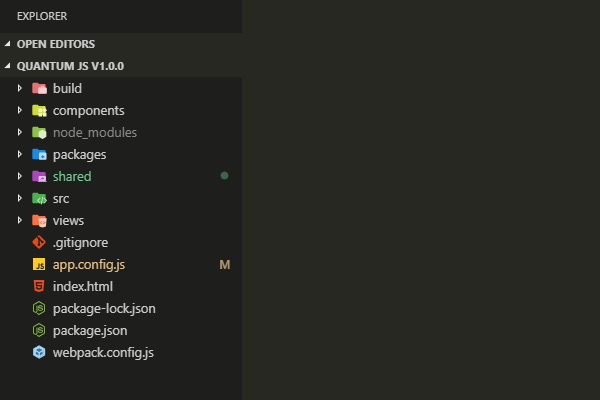 EXPLORER
OPEN EDITORS
QUANTUM JS V1.0.0
build
components
node_modules
packages
shared
src
views
.gitignore
app.config.js M
index.html
package-lock.json
package.json
webpack.config.js